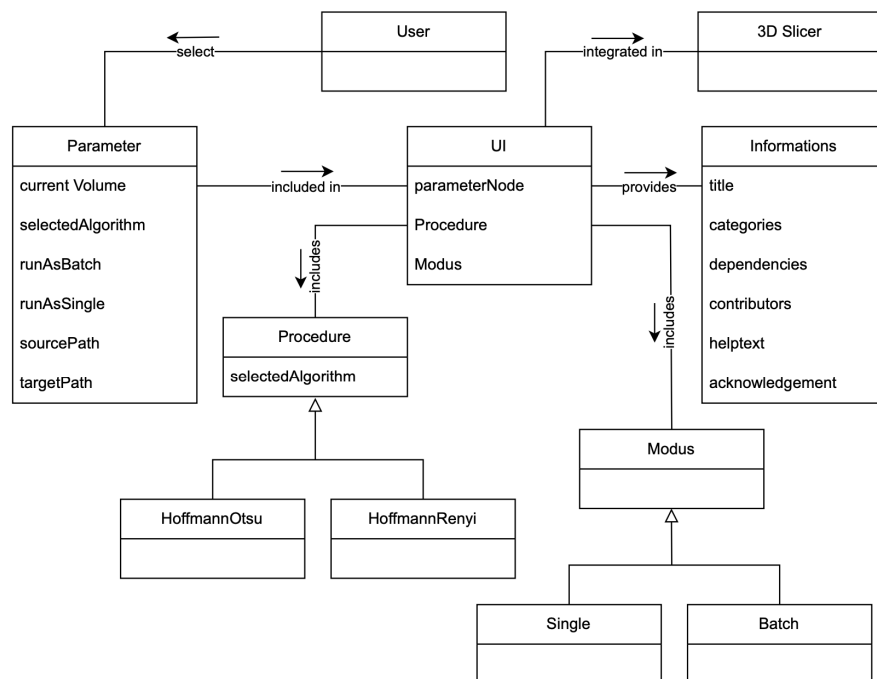 User
3D Slicer
select
integrated in
Parameter
UI
Informations
current Volume
included in
parameterNode
provides
title
selectedAlgorithm
Procedure
categories
runAsBatch
includes
Modus
dependencies
runAsSingle
includes
contributors
sourcePath
Procedure
helptext
targetPath
selectedAlgorithm
acknowledgement
Modus
HoffmannOtsu
HoffmannRenyi
Single
Batch